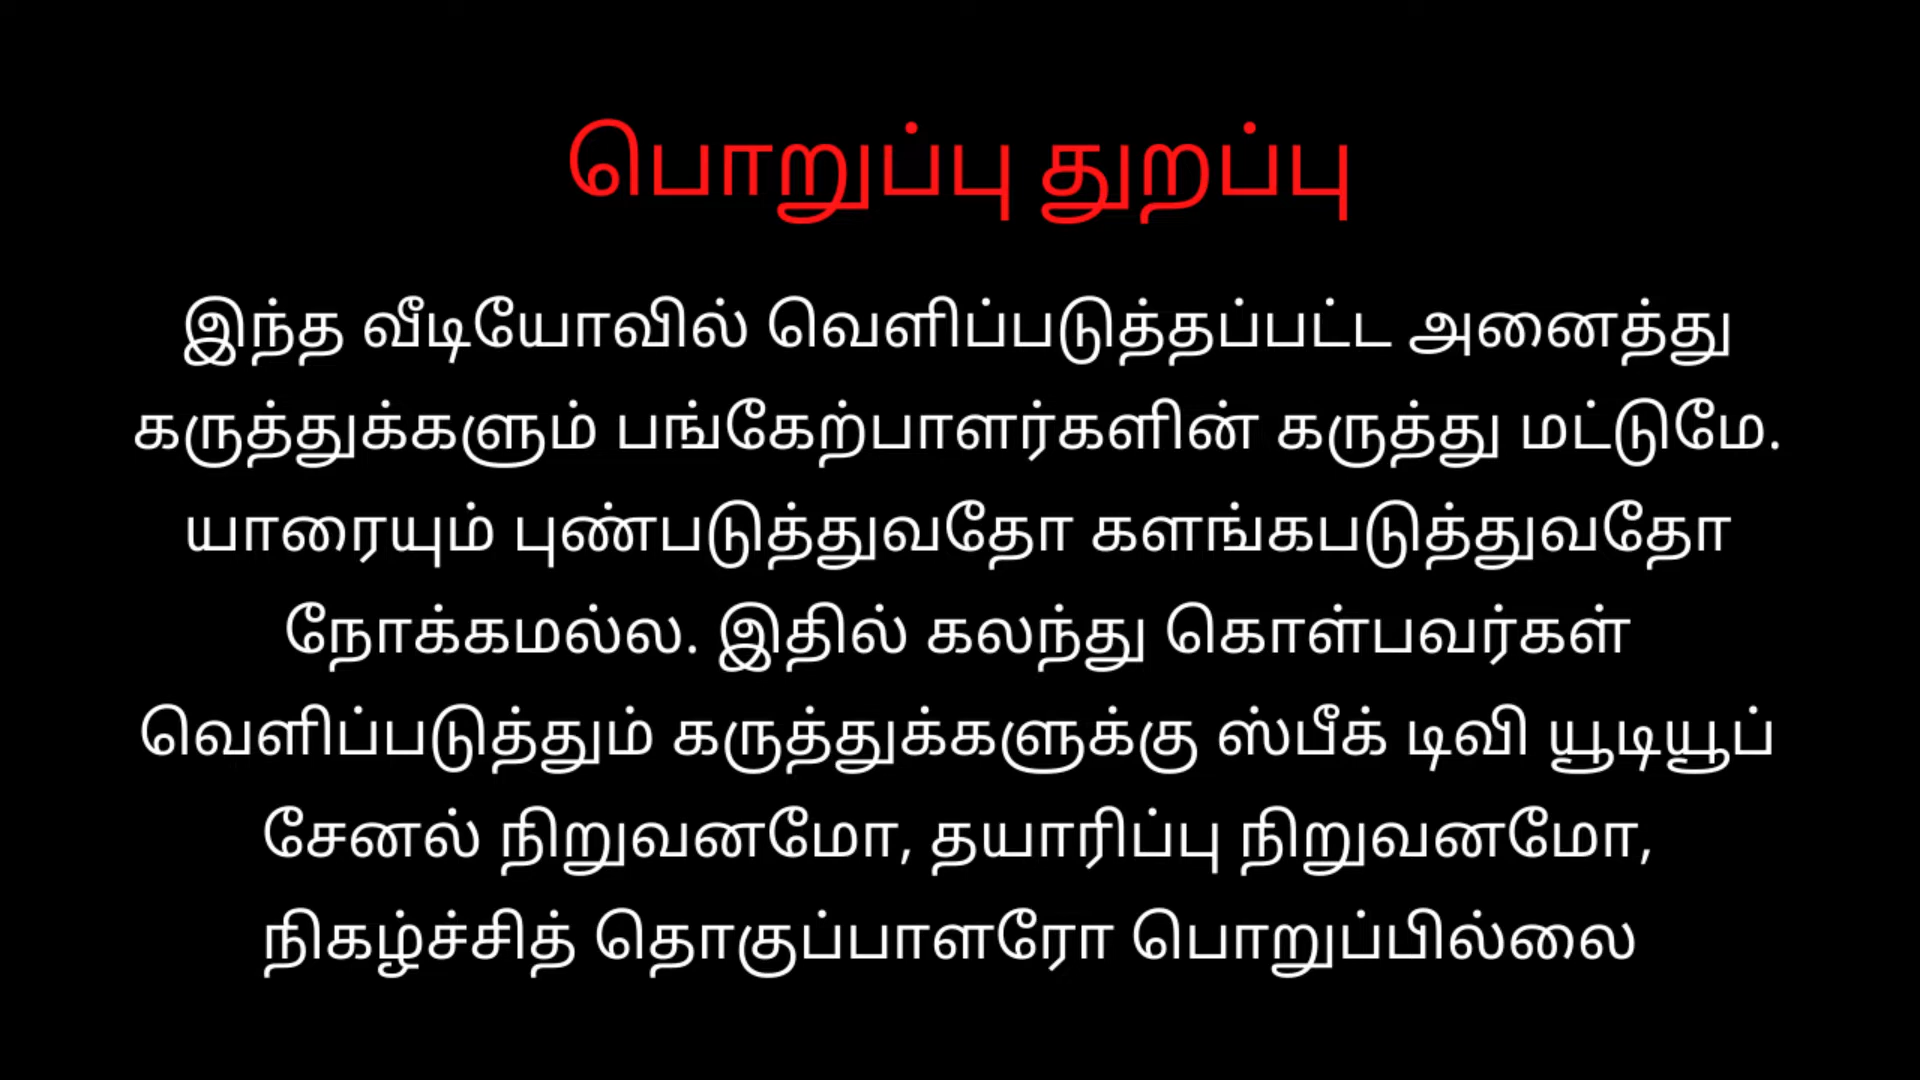 பொறுப்பு துறப்பு
இந்த வீடியோவில் வெளிப்படுத்தப்பட்ட அனைத்து
கருத்துக்களும் பங்கேற்பாளர்களின் கருத்து மட்டுமே.
யாரையும் புண்படுத்துவதோ களங்கபடுத்துவதோ
நோக்கமல்ல. இதில் கலந்து கொள்பவர்கள்
வெளிப்படுத்தும் கருத்துக்களுக்கு ஸ்பீக் டிவி யூடியூப்
சேனல் நிறுவனமோ, தயாரிப்பு நிறுவனமோ,
நிகழ்ச்சித் தொகுப்பாளரோ பொறுப்பில்லை